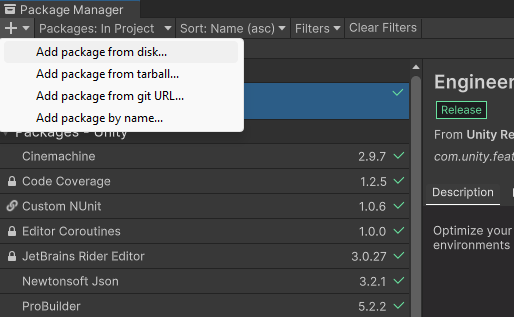 Package Manager
+ Packages: In Project Sort: Name (asc) Filters Clear Filters
Add package from disk...
Add package from tarball...
Add package from git URL...
Add package by name...
Packages - Unity
Cinemachine 2.9.7
Code Coverage 1.2.5
Custom NUnit 1.0.6
Editor Coroutines 1.0.0
JetBrains Rider Editor 3.0.27
Newtonsoft Json 3.2.1
ProBuilder 5.2.2
Engineer
Release
From Unity Re
com.unity.feat
Description
Optimize your
environments